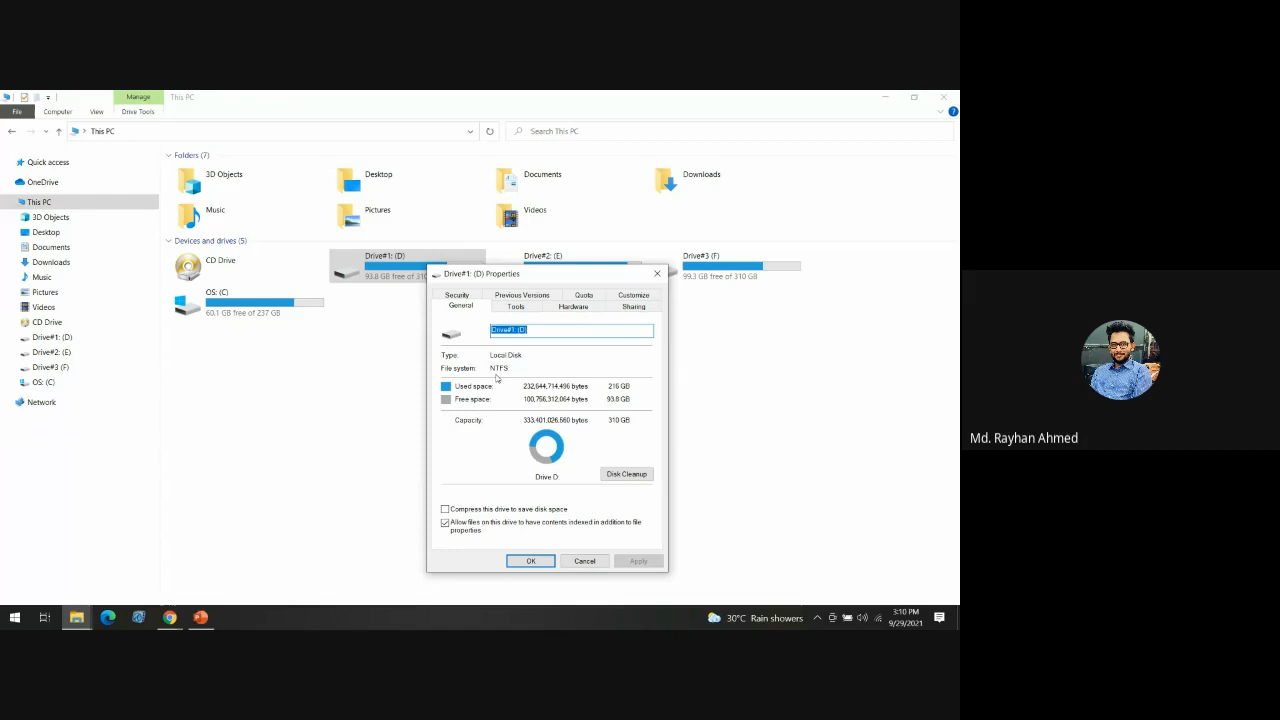 Manage This PC
File Computer View Drive Tools
This PC Search This PC
Quick access
OneDrive
This PC
3D Objects
Desktop
Documents
Downloads
Music
Pictures
Videos
CD Drive
Drive#1: (D)
Drive#2: (E)
Drive#3 (F)
OS: (C)
Network
Folders (7)
3D Objects Desktop Documents Downloads
Music Pictures Videos
Devices and drives (5)
CD Drive
Drive#1: (D)
93.8 GB free of 310
Drive#2: (E)
Drive#3 (F)
99.3 GB free of 310 GB
OS: (C)
60.1 GB free of 237 GB
Drive#1: (D) Properties
Security Previous Versions Quota Customize
General Tools Hardware Sharing
Drive#1: (D)
Type: Local Disk
File system: NTFS
Used space: 232,644,714,496 bytes 216 GB
Free space: 100,756,312,064 bytes 93.8 GB
Capacity: 333,401,026,560 bytes 310 GB
Drive D: Disk Cleanup
Compress this drive to save disk space
Allow files on this drive to have contents indexed in addition to file
properties
OK Cancel Apply
30°C Rain showers
3:10 PM
9/29/2021
Md. Rayhan Ahmed